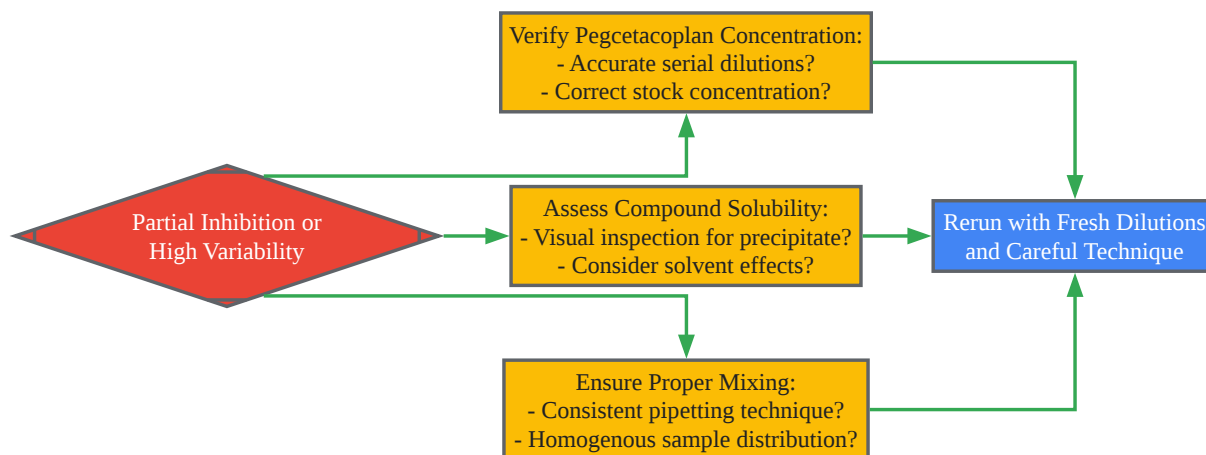 Verify Pegcetacoplan Concentration:
- Accurate serial dilutions?
- Correct stock concentration?
Partial Inhibition or
High Variability
Assess Compound Solubility:
- Visual inspection for precipitate?
- Consider solvent effects?
Rerun with Fresh Dilutions
and Careful Technique
Ensure Proper Mixing:
- Consistent pipetting technique?
- Homogenous sample distribution?